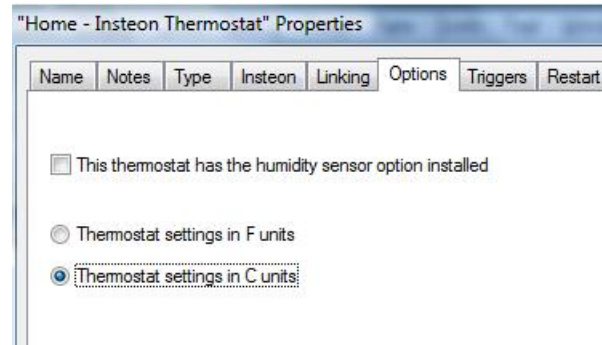 "Home - Insteon Thermostat" Properties
Name Notes Type Insteon Linking Options Triggers Restart
This thermostat has the humidity sensor option installed
Thermostat settings in F units
Thermostat settings in C units